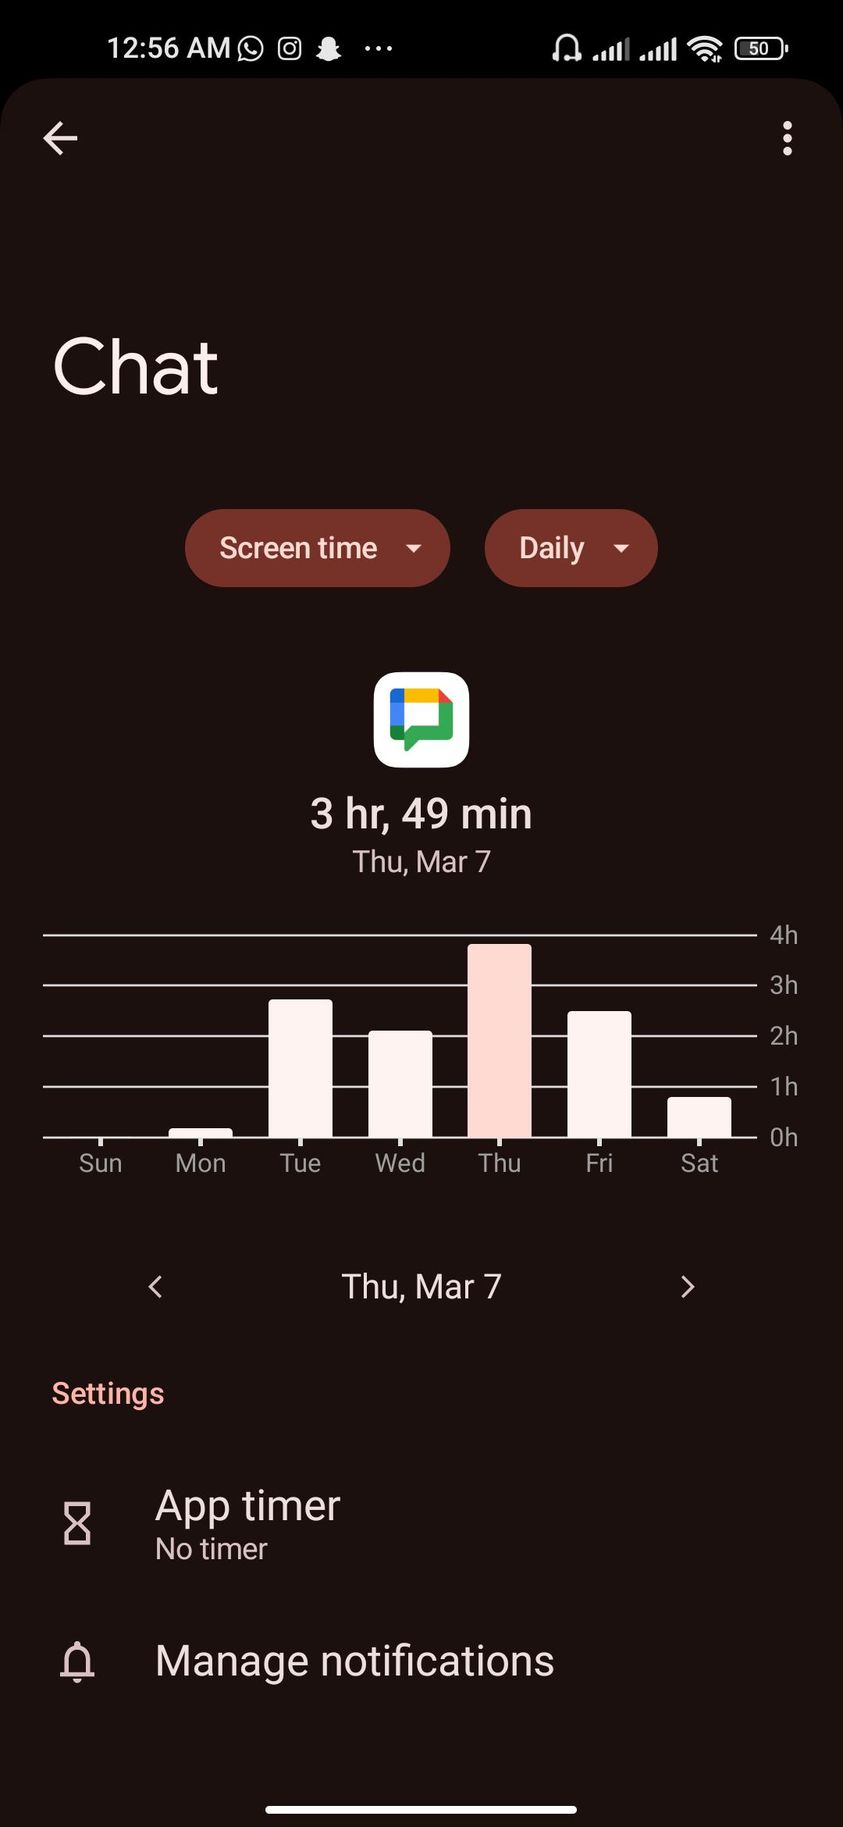 12:56 AM ... 50
Chat
Screen time Daily
3 hr, 49 min
Thu, Mar 7
4h
3h
2h
1h
0h
Sun Mon Tue Wed Thu Fri Sat
Thu, Mar 7
Settings
App timer
No timer
Manage notifications